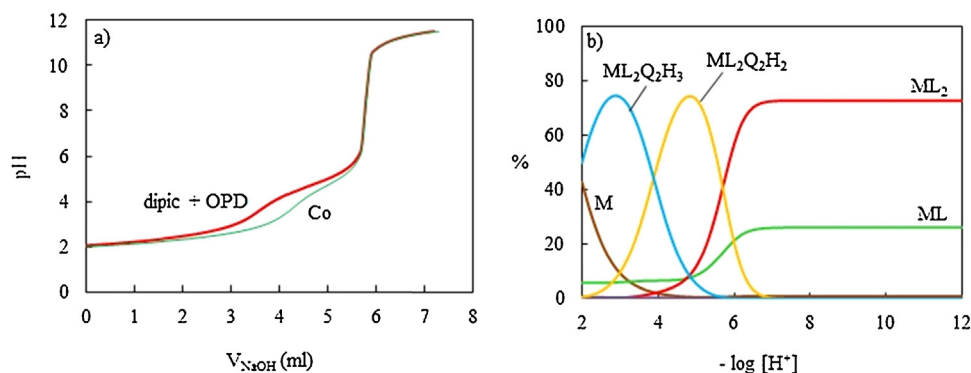 a)
12
10
8
6
4
2
0
pH
dipic + OPD
Co
0 1 2 3 4 5 6 7 8
V_NaOH (ml)
b)
100
80
60
40
20
0
%
ML₂Q₂H₃
ML₂Q₂H₂
ML₂
M
ML
2 4 6 8 10 12
- log [H⁺]